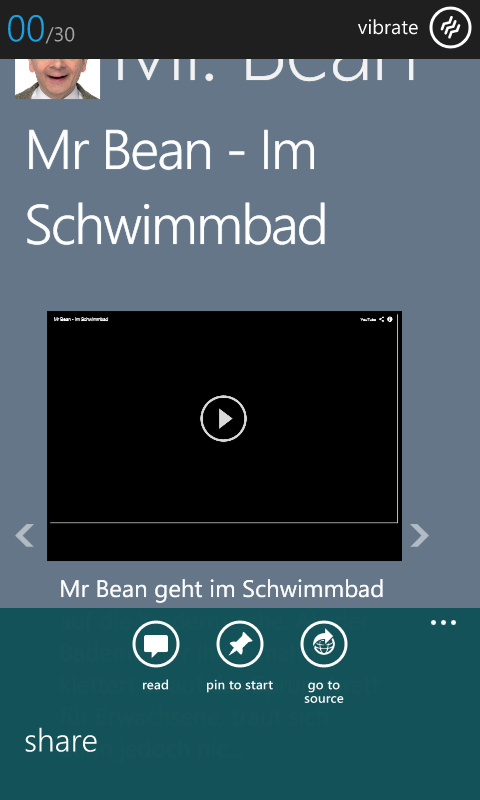 00/30
vibrate
Mr. Bean
Mr Bean - Im
Schwimmbad
Mr Bean - Im Schwimmbad
YouTube
Mr Bean geht im Schwimmbad
read
pin to start
go to
source
share